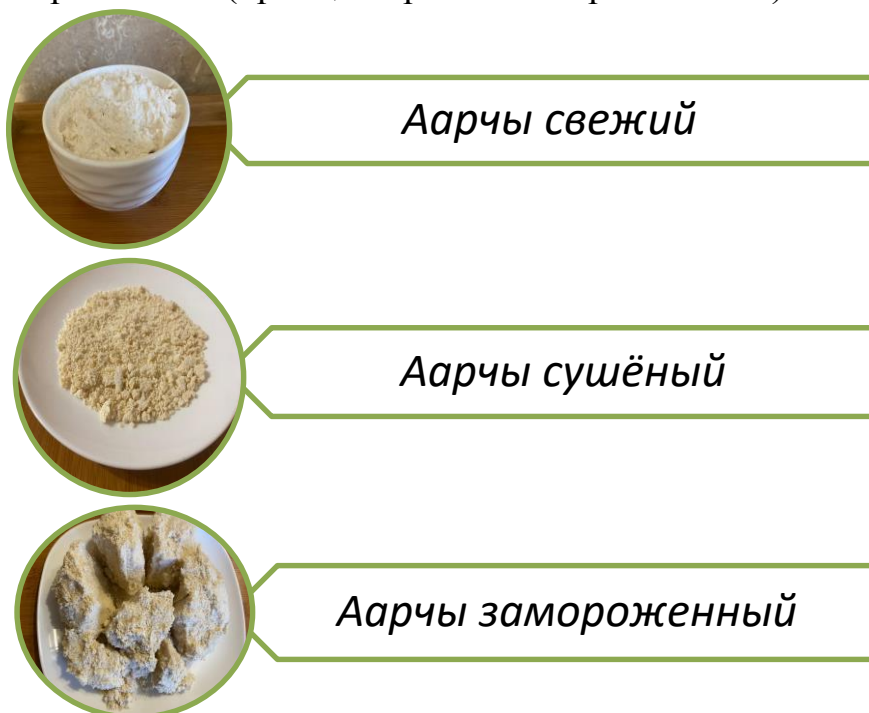 Аарчы свежий
Аарчы сушёный
Аарчы замороженный